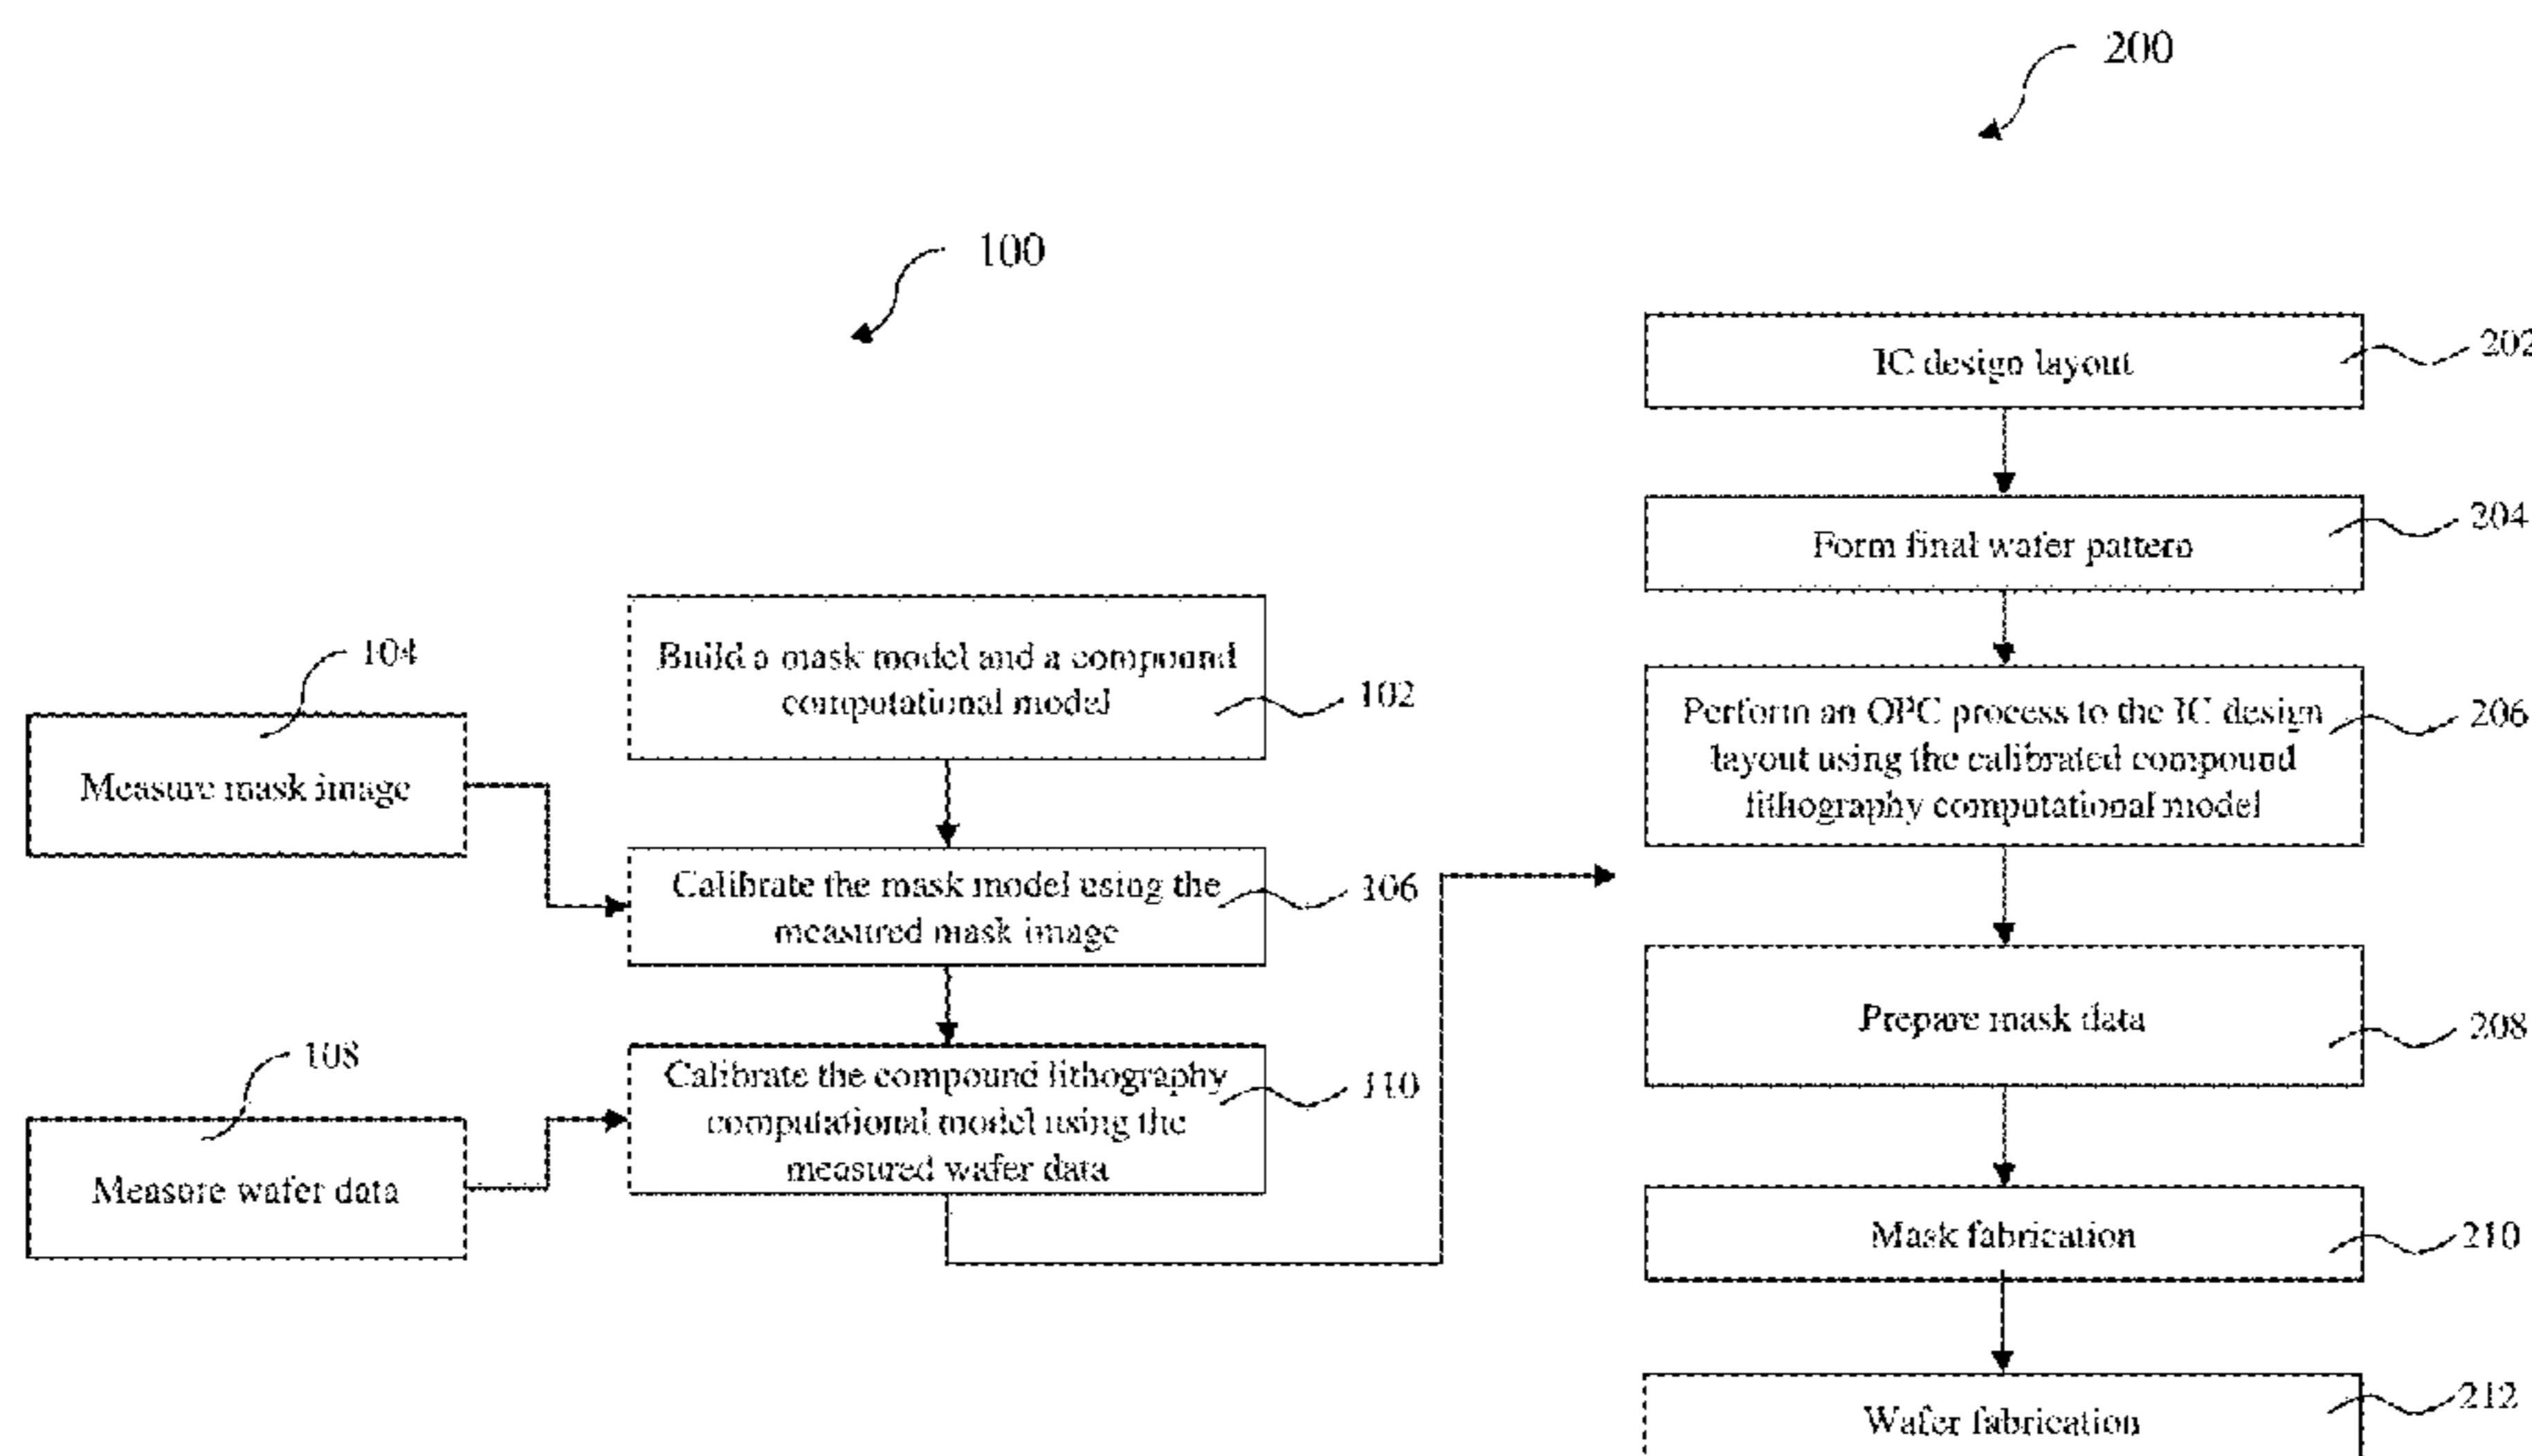 200
100
202
IC design layout
204
Form final wafer pattern
104
Build a mask model and a compound
computational model
102
Measure mask image
Perform an OPC process to the IC design
layout using the calibrated compound
lithography computational model
206
Calibrate the mask model using the
measured mask image
106
108
Measure wafer data
Calibrate the compound lithography
computational model using the
measured wafer data
110
Prepare mask data
208
Mask fabrication
210
Wafer fabrication
212